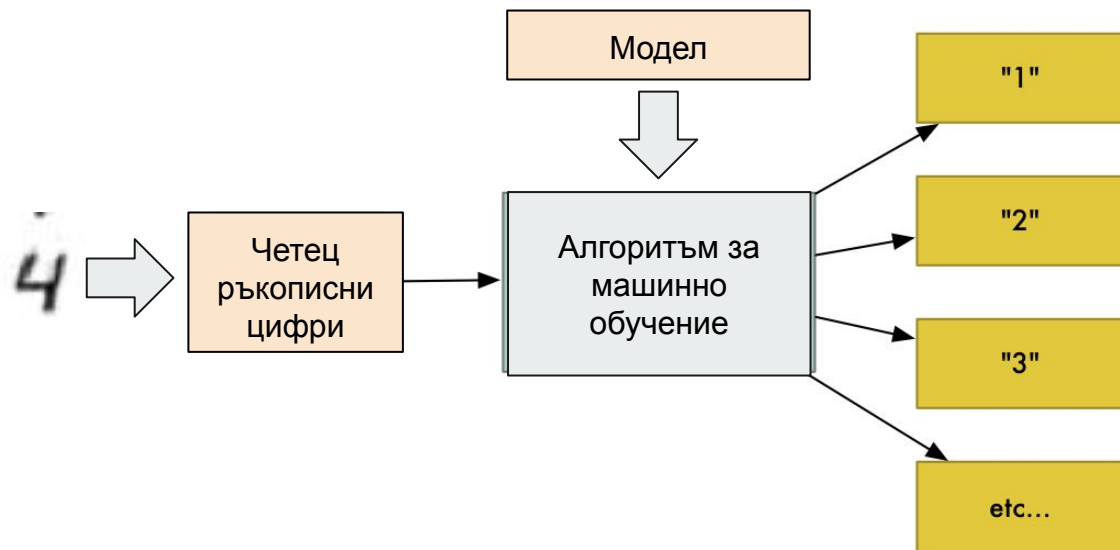 Модел
"1"
"2"
4
Четец
ръкописни
цифри
Алгоритъм за
машинно
обучение
"3"
etc...